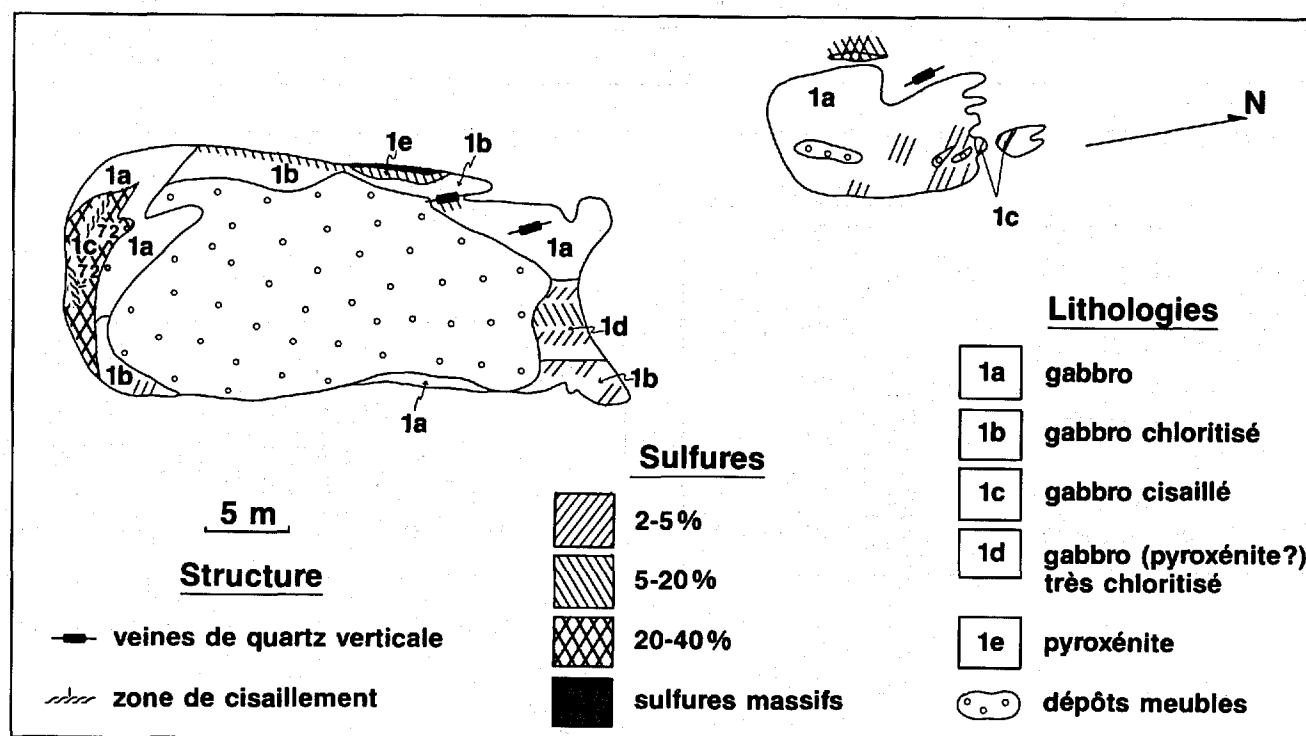 1a
N
1e
1b
1a
1b
1c
72
1c
1a
1a
72
1d
1b
1b
1a
5 m
Structure
veines de quartz verticale
zone de cisaillement
Sulfures
2-5%
5-20%
20-40%
sulfures massifs
Lithologies
1a gabbro
1b gabbro chloritisé
1c gabbro cisaillé
1d gabbro (pyroxénite?)
très chloritisé
1e pyroxénite
dépôts meubles